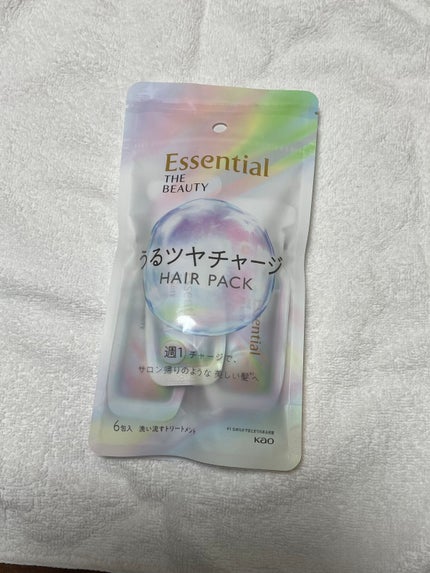 Essential
THE
BEAUTY
うるツヤチャージ
HAIR PACK
Essential
週1チャージで、
サロン帰りのような 美しい髪へ
6包入 洗い流すトリートメント
Kao